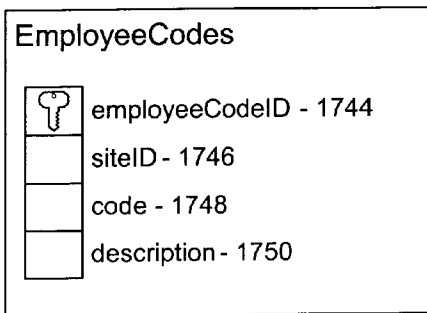 EmployeeCodes
employeeCodeID - 1744
siteID - 1746
code - 1748
description - 1750